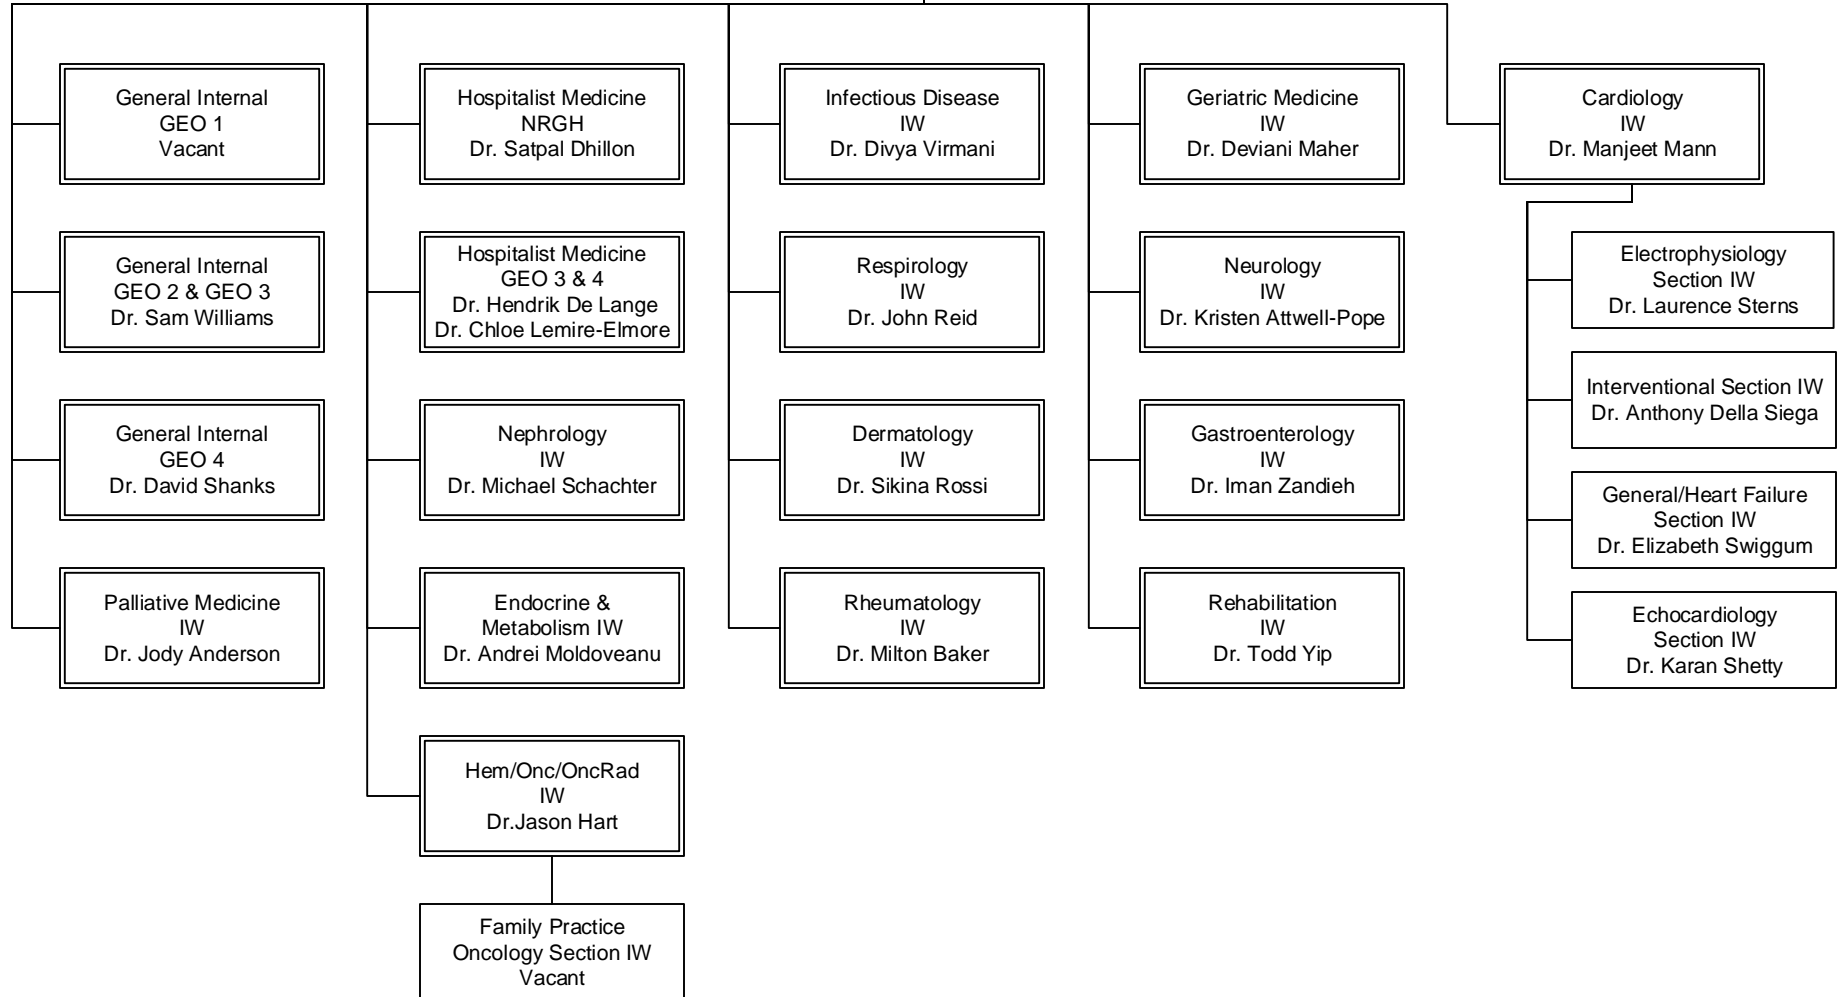 General Internal
GEO 1
Vacant
General Internal
GEO 2 & GEO 3
Dr. Sam Williams
General Internal
GEO 4
Dr. David Shanks
Palliative Medicine
IW
Dr. Jody Anderson
Hospitalist Medicine
NRGH
Dr. Satpal Dhillon
Hospitalist Medicine
GEO 3 & 4
Dr. Hendrik De Lange
Dr. Chloe Lemire-Elmore
Nephrology
IW
Dr. Michael Schachter
Endocrine &
Metabolism IW
Dr. Andrei Moldoveanu
Hem/Onc/OncRad
IW
Dr.Jason Hart
Family Practice
Oncology Section IW
Vacant
Infectious Disease
IW
Dr. Divya Virmani
Respirology
IW
Dr. John Reid
Dermatology
IW
Dr. Sikina Rossi
Rheumatology
IW
Dr. Milton Baker
Geriatric Medicine
IW
Dr. Deviani Maher
Neurology
IW
Dr. Kristen Attwell-Pope
Gastroenterology
IW
Dr. Iman Zandieh
Rehabilitation
IW
Dr. Todd Yip
Cardiology
IW
Dr. Manjeet Mann
Electrophysiology
Section IW
Dr. Laurence Sterns
Interventional Section IW
Dr. Anthony Della Siega
General/Heart Failure
Section IW
Dr. Elizabeth Swiggum
Echocardiology
Section IW
Dr. Karan Shetty